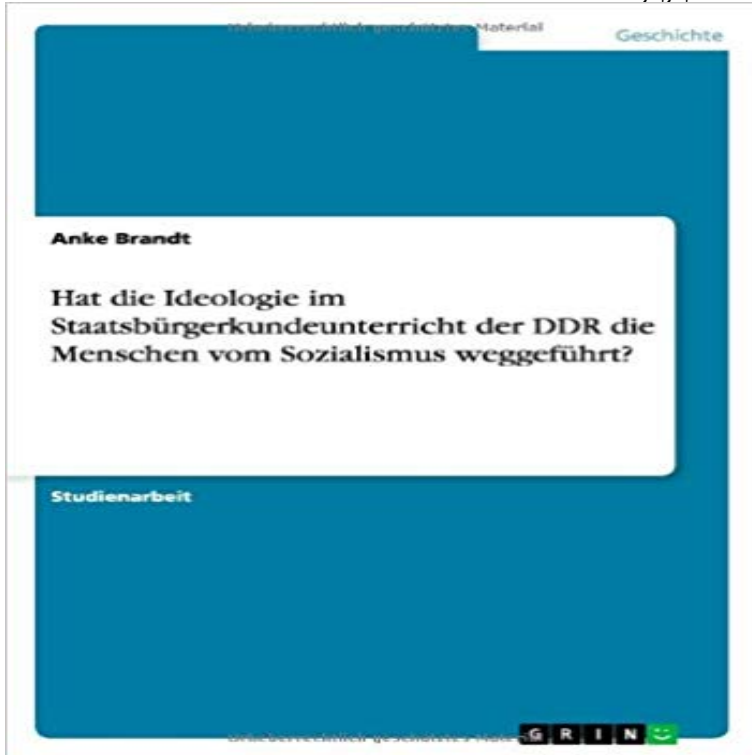 Material
Geschichte
Anke Brandt
Hat die Ideologie im
Staatsbürgerkundeunterricht der DDR die
Menschen vom Sozialismus weggeführt?
Studienarbeit
GRIN